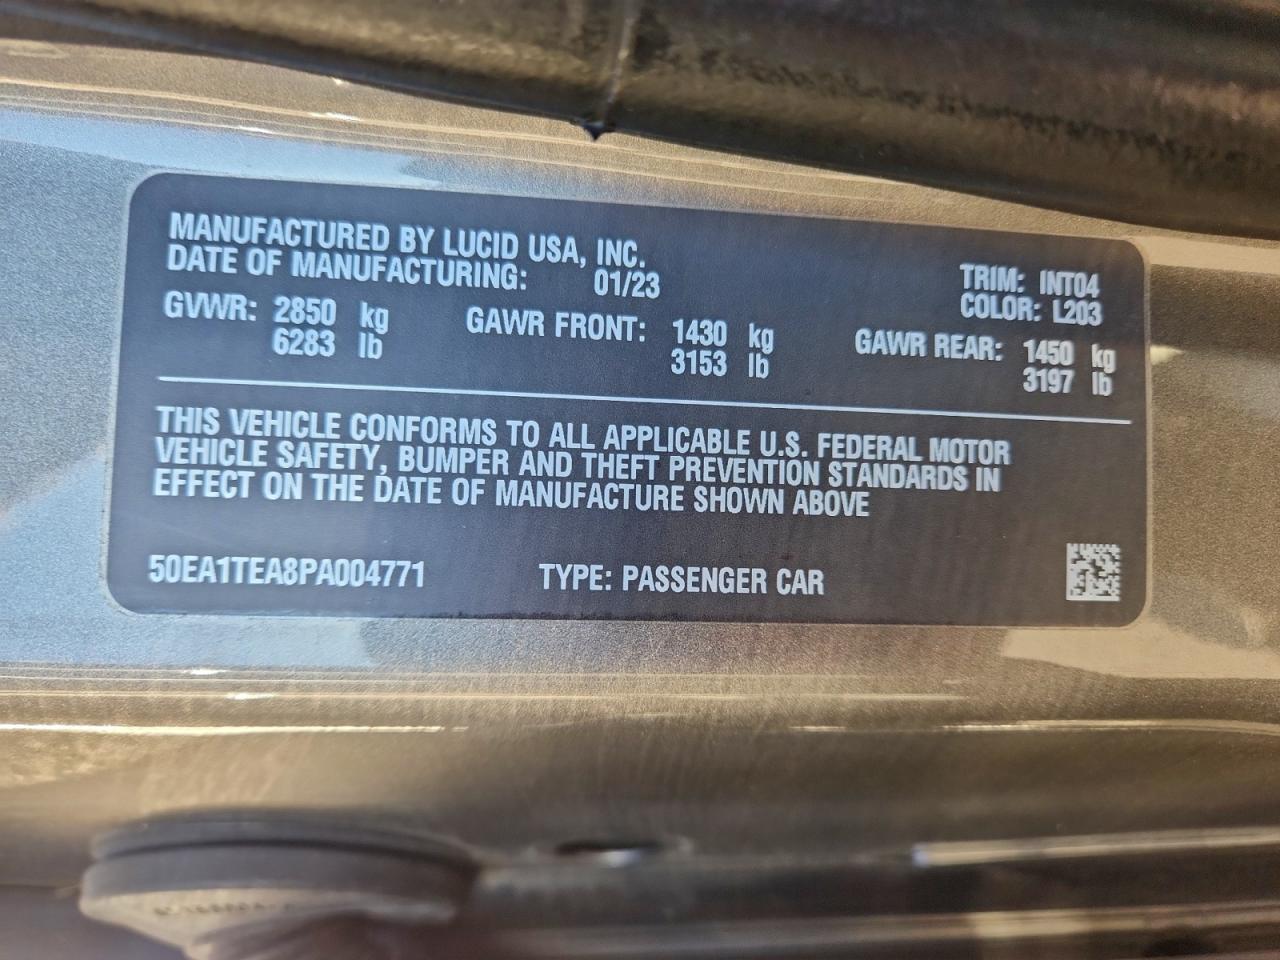 MANUFACTURED BY LUCID USA, INC.
DATE OF MANUFACTURING: 01/23
TRIM: INT04
COLOR: L203
GVWR: 2850 kg
6283 lb
GAWR FRONT: 1430 kg
3153 lb
GAWR REAR: 1450 kg
3197 lb
THIS VEHICLE CONFORMS TO ALL APPLICABLE U.S. FEDERAL MOTOR
VEHICLE SAFETY, BUMPER AND THEFT PREVENTION STANDARDS IN
EFFECT ON THE DATE OF MANUFACTURE SHOWN ABOVE
50EA1TEA8PA004771
TYPE: PASSENGER CAR